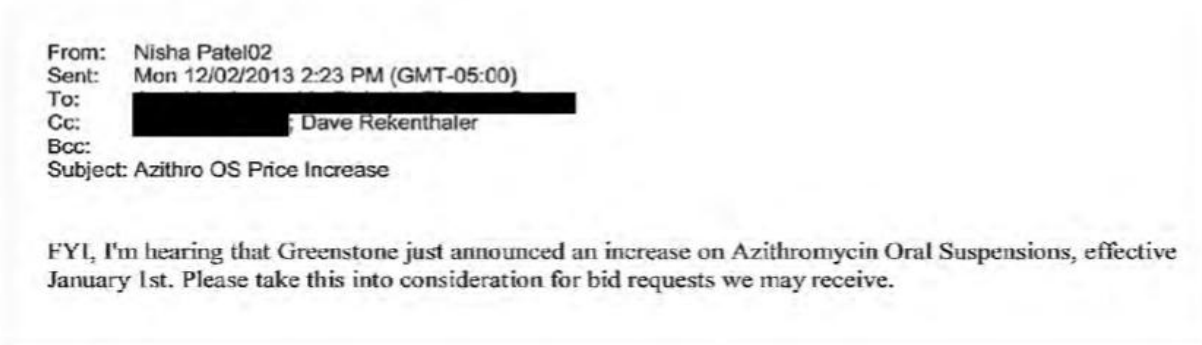 From: Nisha Patel02
Sent: Mon 12/02/2013 2:23 PM (GMT-05:00)
To:
Cc: ; Dave Rekenthaler
Bcc:
Subject: Azithro OS Price Increase
FYI, I'm hearing that Greenstone just announced an increase on Azithromycin Oral Suspensions, effective
January 1st. Please take this into consideration for bid requests we may receive.